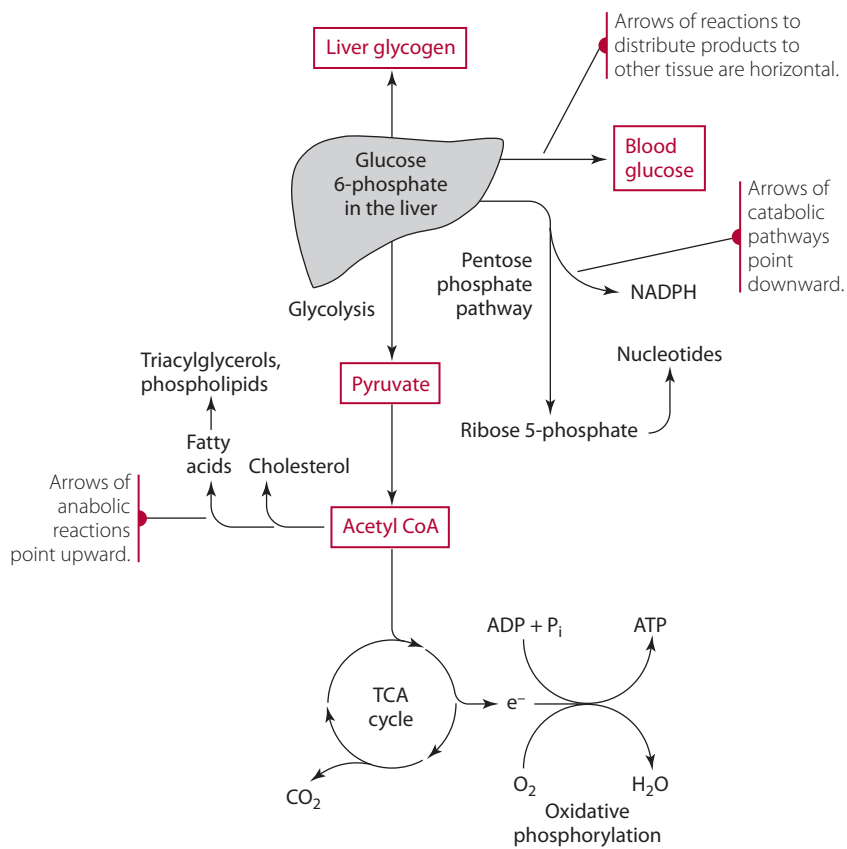 Liver glycogen
Arrows of reactions to
distribute products to
other tissue are horizontal.
Glucose
6-phosphate
in the liver
Blood
glucose
Arrows of
catabolic
pathways
point
downward.
Pentose
phosphate
pathway
NADPH
Glycolysis
Triacylglycerols,
phospholipids
Pyruvate
Nucleotides
Ribose 5-phosphate
Fatty
acids
Cholesterol
Arrows of
anabolic
reactions
point upward.
Acetyl CoA
ADP + Pi
ATP
TCA
cycle
e–
CO2
O2
H2O
Oxidative
phosphorylation